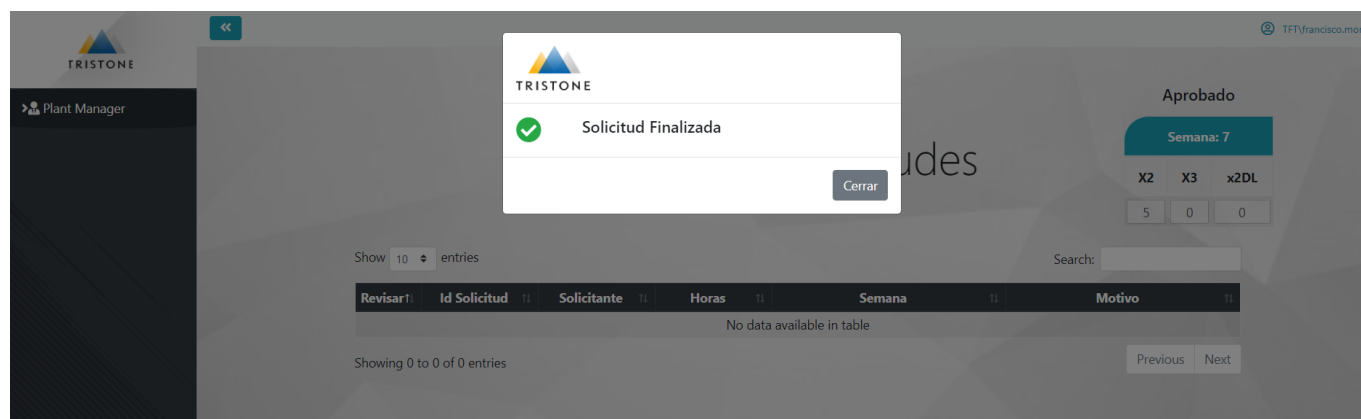 TRISTONE
«
TFT\francisco.mo
Plant Manager
TRISTONE
Solicitud Finalizada
Cerrar
udes
Aprobado
Semana: 7
X2 X3 x2DL
5 0 0
Show 10 entries
Search:
Revisar Id Solicitud Solicitante Horas Semana Motivo
No data available in table
Showing 0 to 0 of 0 entries
Previous Next